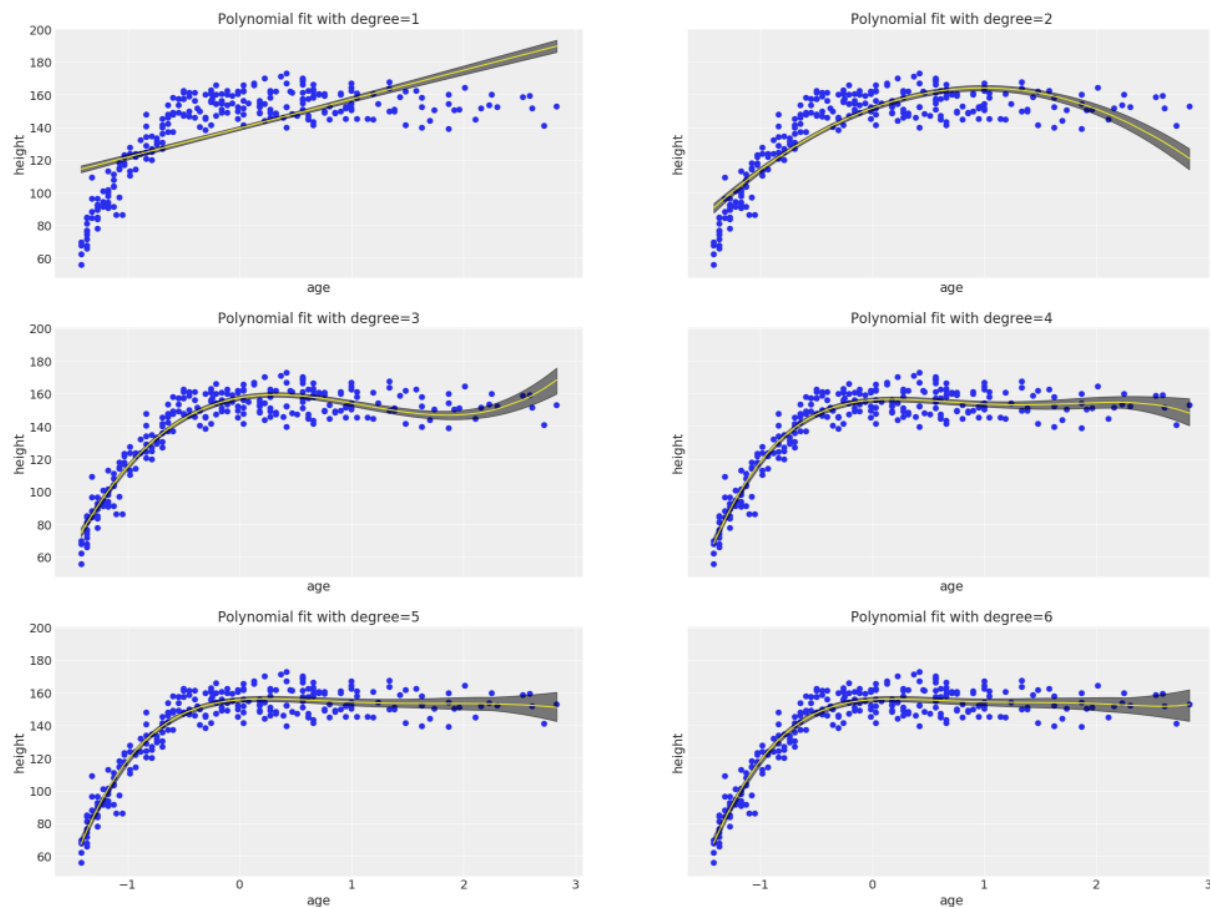 Polynomial fit with degree=1
200
180
160
140
120
100
80
60
height
age
Polynomial fit with degree=2
height
age
Polynomial fit with degree=3
200
180
160
140
120
100
80
60
height
age
Polynomial fit with degree=4
height
age
Polynomial fit with degree=5
200
180
160
140
120
100
80
60
height
−1 0 1 2 3
age
Polynomial fit with degree=6
height
−1 0 1 2 3
age